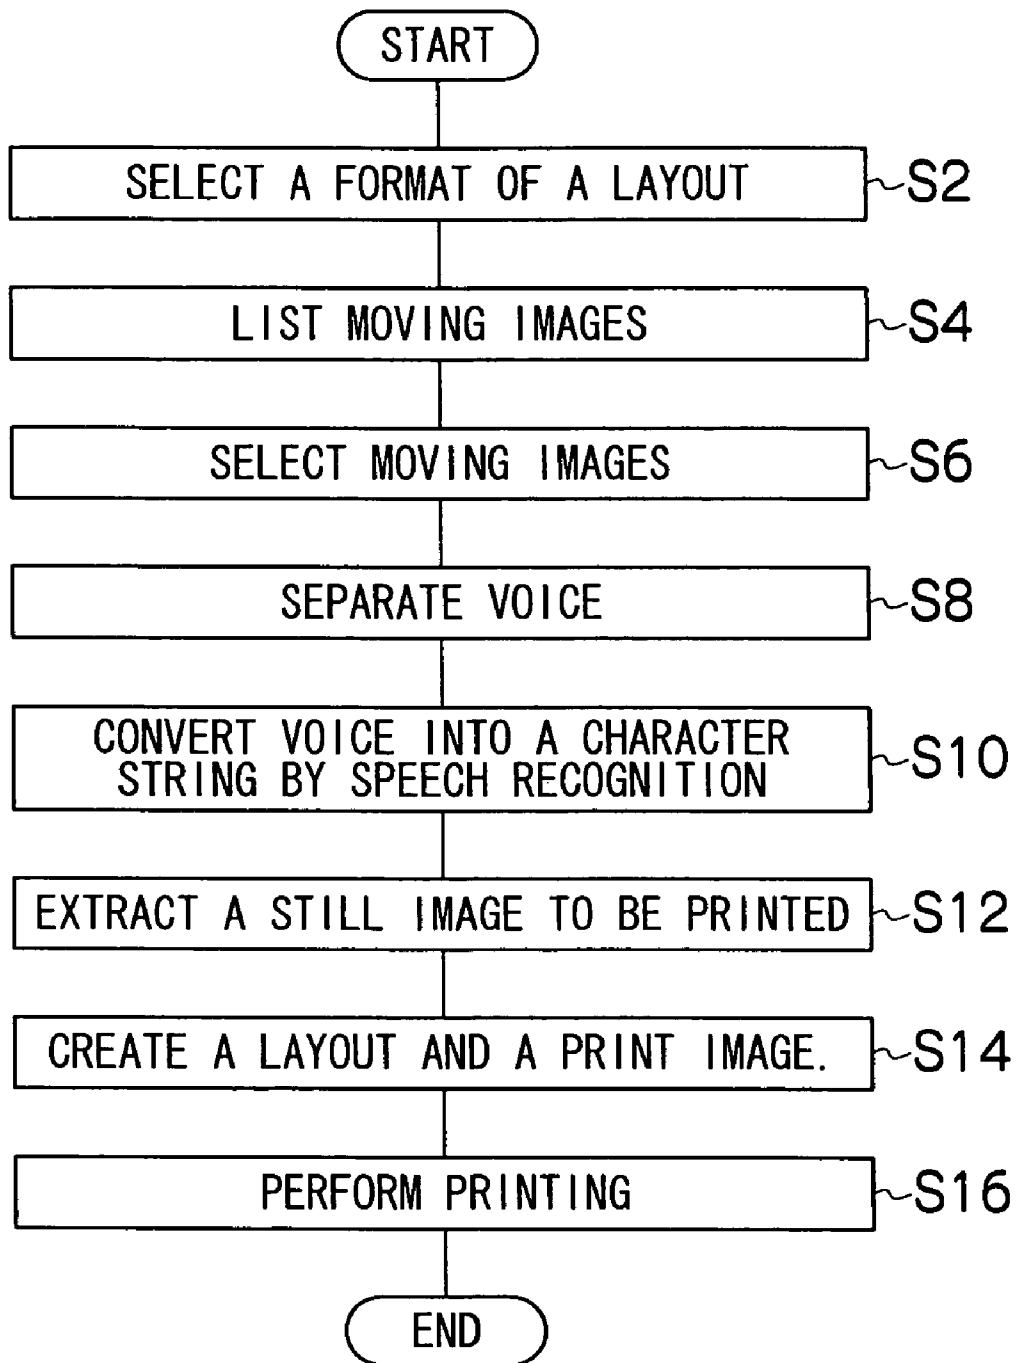 START
SELECT A FORMAT OF A LAYOUT
S2
LIST MOVING IMAGES
S4
SELECT MOVING IMAGES
S6
SEPARATE VOICE
S8
CONVERT VOICE INTO A CHARACTER
STRING BY SPEECH RECOGNITION
S10
EXTRACT A STILL IMAGE TO BE PRINTED
S12
CREATE A LAYOUT AND A PRINT IMAGE.
S14
PERFORM PRINTING
S16
END